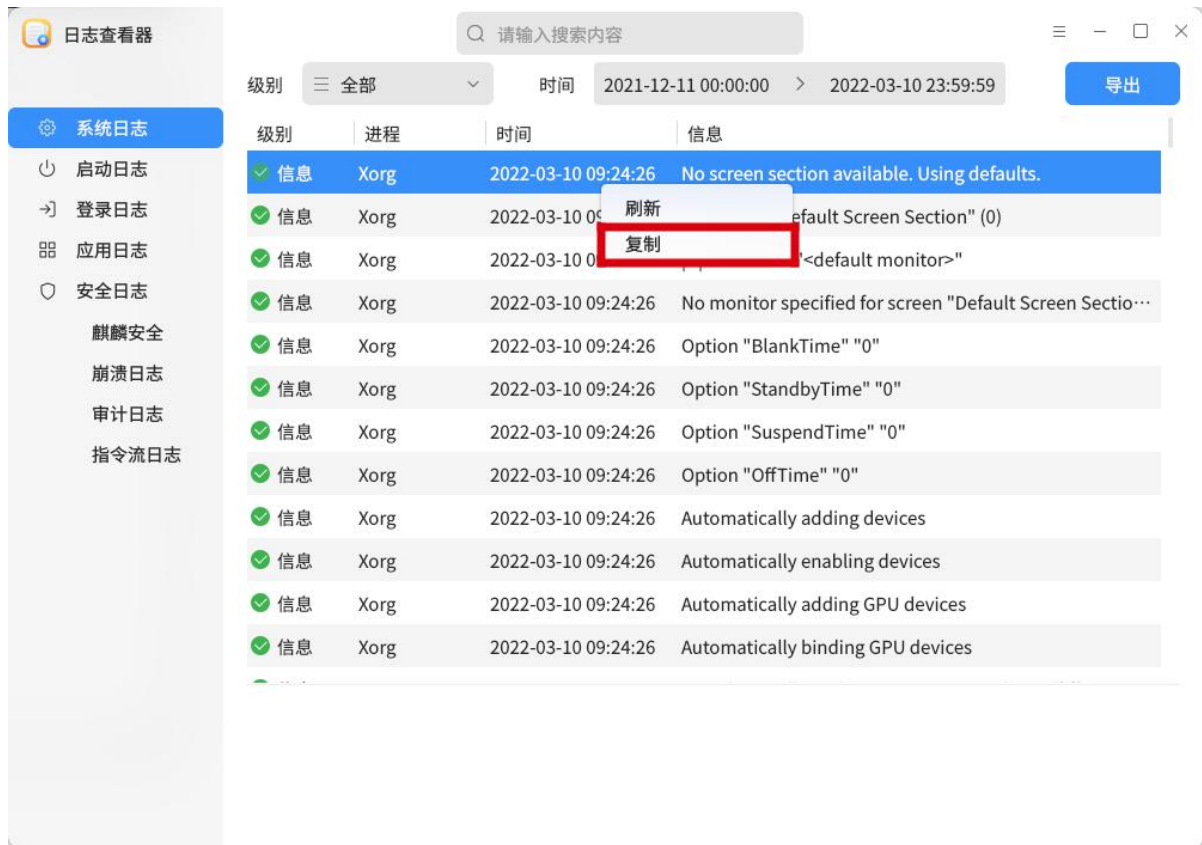 日志查看器
请输入搜索内容
级别 全部 时间 2021-12-11 00:00:00 > 2022-03-10 23:59:59 导出
系统日志
启动日志
登录日志
应用日志
安全日志
麒麟安全
崩溃日志
审计日志
指令流日志
级别 进程 时间 信息
信息 Xorg 2022-03-10 09:24:26 No screen section available. Using defaults.
信息 Xorg 2022-03-10 09 efault Screen Section" (0)
信息 Xorg 2022-03-10 0 "<default monitor>"
刷新
复制
信息 Xorg 2022-03-10 09:24:26 No monitor specified for screen "Default Screen Sectio…
信息 Xorg 2022-03-10 09:24:26 Option "BlankTime" "0"
信息 Xorg 2022-03-10 09:24:26 Option "StandbyTime" "0"
信息 Xorg 2022-03-10 09:24:26 Option "SuspendTime" "0"
信息 Xorg 2022-03-10 09:24:26 Option "OffTime" "0"
信息 Xorg 2022-03-10 09:24:26 Automatically adding devices
信息 Xorg 2022-03-10 09:24:26 Automatically enabling devices
信息 Xorg 2022-03-10 09:24:26 Automatically adding GPU devices
信息 Xorg 2022-03-10 09:24:26 Automatically binding GPU devices